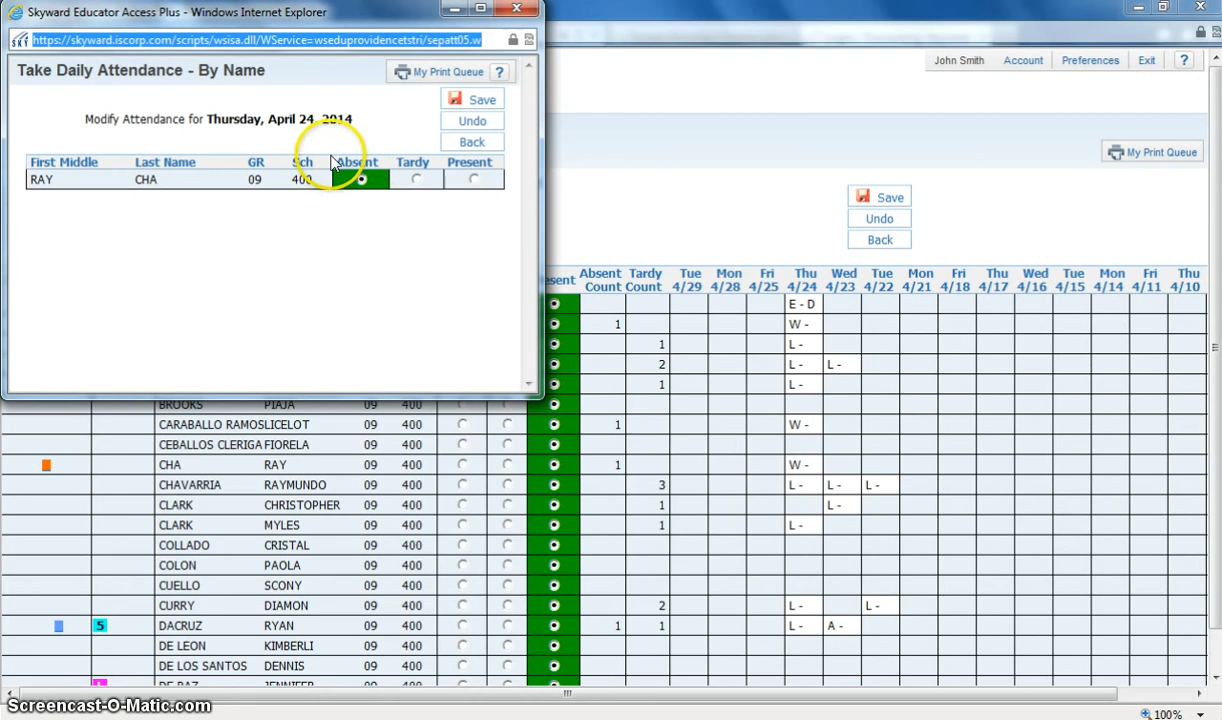 Skyward Educator Access Plus - Windows Internet Explorer
https://skyward.iscorp.com/scripts/wsisa.dll/WService=wseduprovidencetstri/sepatt05.w
Take Daily Attendance - By Name
My Print Queue ?
Save
Modify Attendance for Thursday, April 24, 2014
Undo
Back
First Middle Last Name GR Sch Absent Tardy Present
RAY CHA 09 400
John Smith Account Preferences Exit ?
My Print Queue
Save
Undo
Back
Absent Tardy Tue Mon Fri Thu Wed Tue Mon Fri Thu Wed Tue Mon Fri Thu
Count Count 4/29 4/28 4/25 4/24 4/23 4/22 4/21 4/18 4/17 4/16 4/15 4/14 4/11 4/10
E - D
1 W -
1 L -
2 L - L -
1 L -
BROOKS PIAJA 09 400
CARABALLO RAMOS LICELOT 09 400 1 W -
CEBALLOS CLERIGA FIORELA 09 400
CHA RAY 09 400 1 W -
CHAVARRIA RAYMUNDO 09 400 3 L - L - L -
CLARK CHRISTOPHER 09 400 1 L -
CLARK MYLES 09 400 1 L -
COLLADO CRISTAL 09 400
COLON PAOLA 09 400
CUELLO SCONY 09 400
CURRY DIAMON 09 400 2 L - L -
5 DACRUZ RYAN 09 400 1 1 L - A -
DE LEON KIMBERLI 09 400
DE LOS SANTOS DENNIS 09 400
Screencast-O-Matic.com
100%